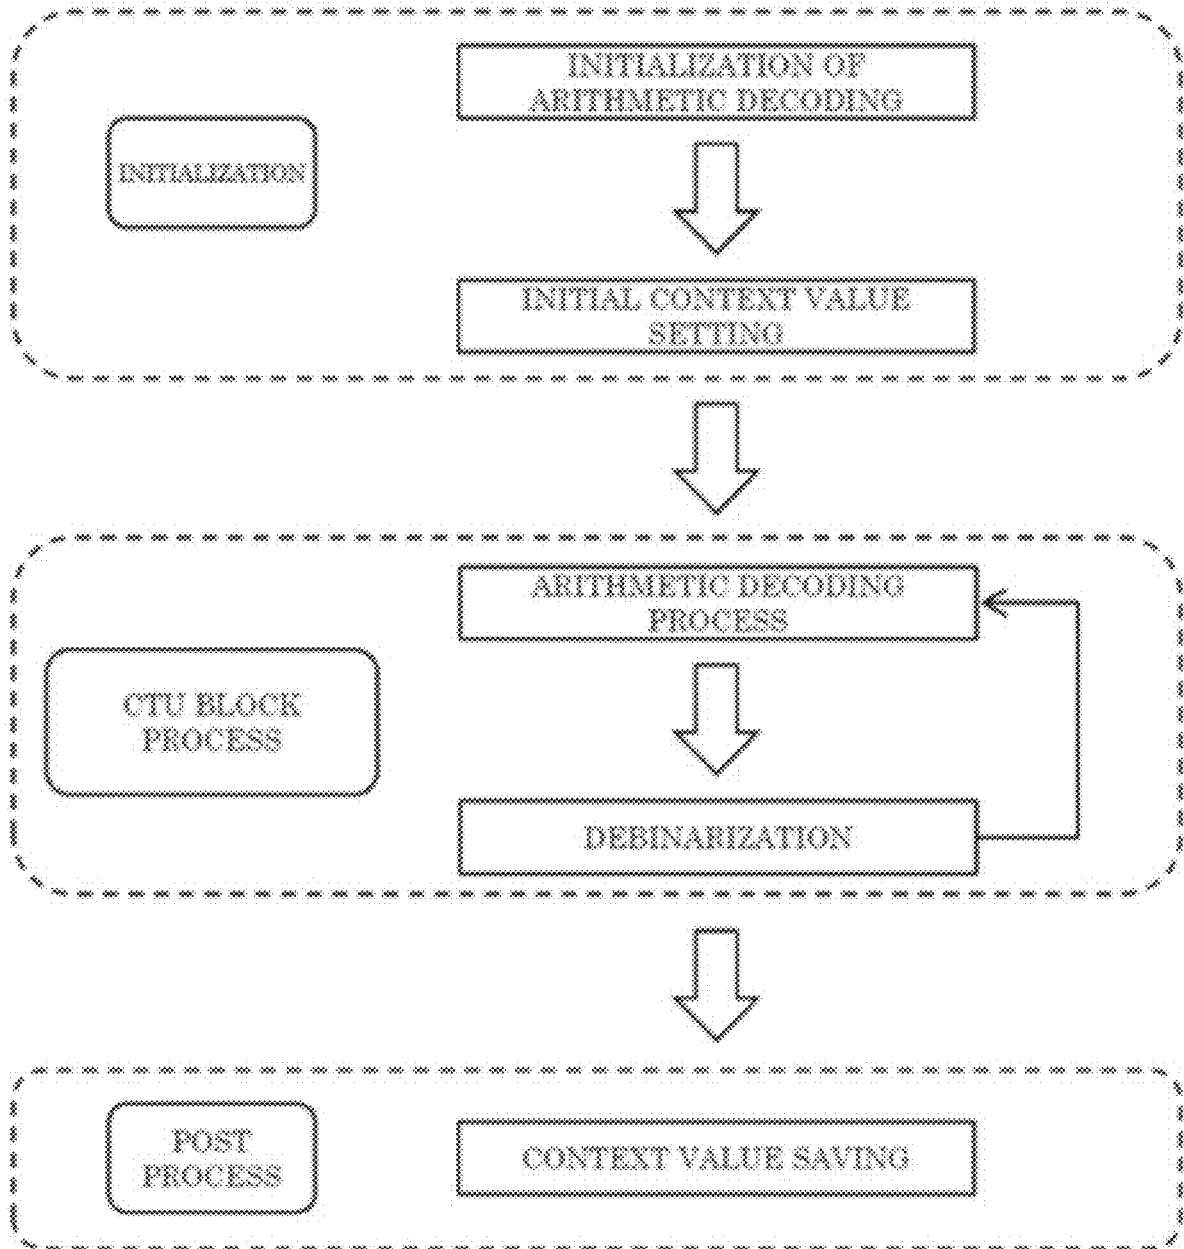 INITIALIZATION OF
ARITHMETIC DECODING
INITIALIZATION
INITIAL CONTEXT VALUE
SETTING
ARITHMETIC DECODING
PROCESS
CTU BLOCK
PROCESS
DEBINARIZATION
POST
PROCESS
CONTEXT VALUE SAVING